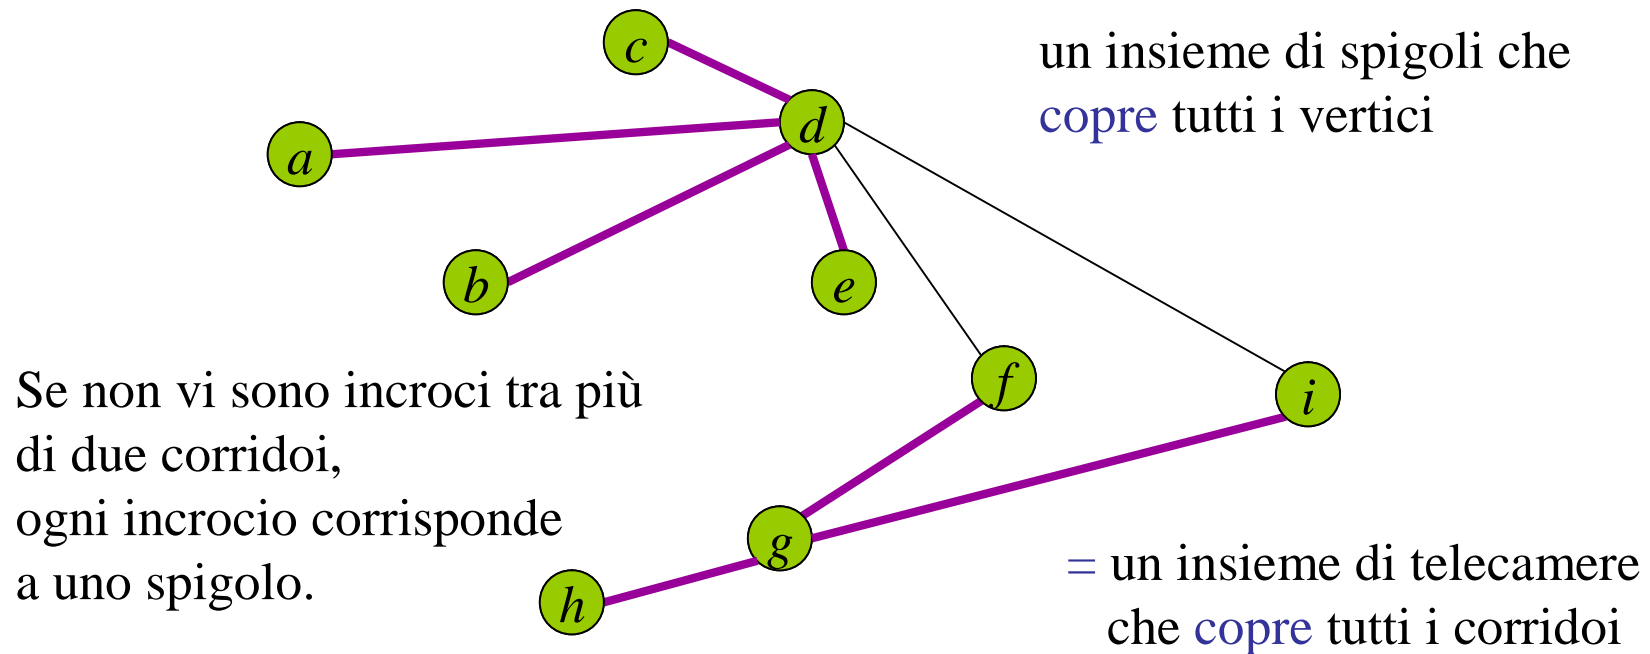 c
un insieme di spigoli che
copre tutti i vertici
d
a
b
e
f
i
Se non vi sono incroci tra più
di due corridoi,
ogni incrocio corrisponde
a uno spigolo.
g
h
= un insieme di telecamere
che copre tutti i corridoi